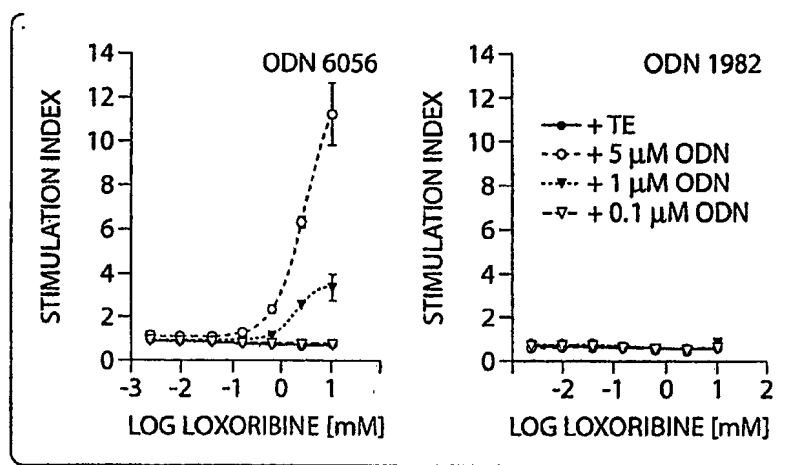 ODN 6056
STIMULATION INDEX
14
12
10
8
6
4
2
0
-3 -2 -1 0 1 2
LOG LOXORIBINE [mM]
ODN 1982
STIMULATION INDEX
14
12
10
8
6
4
2
0
+ TE
+ 5 μM ODN
+ 1 μM ODN
+ 0.1 μM ODN
-2 -1 0 1 2
LOG LOXORIBINE [mM]